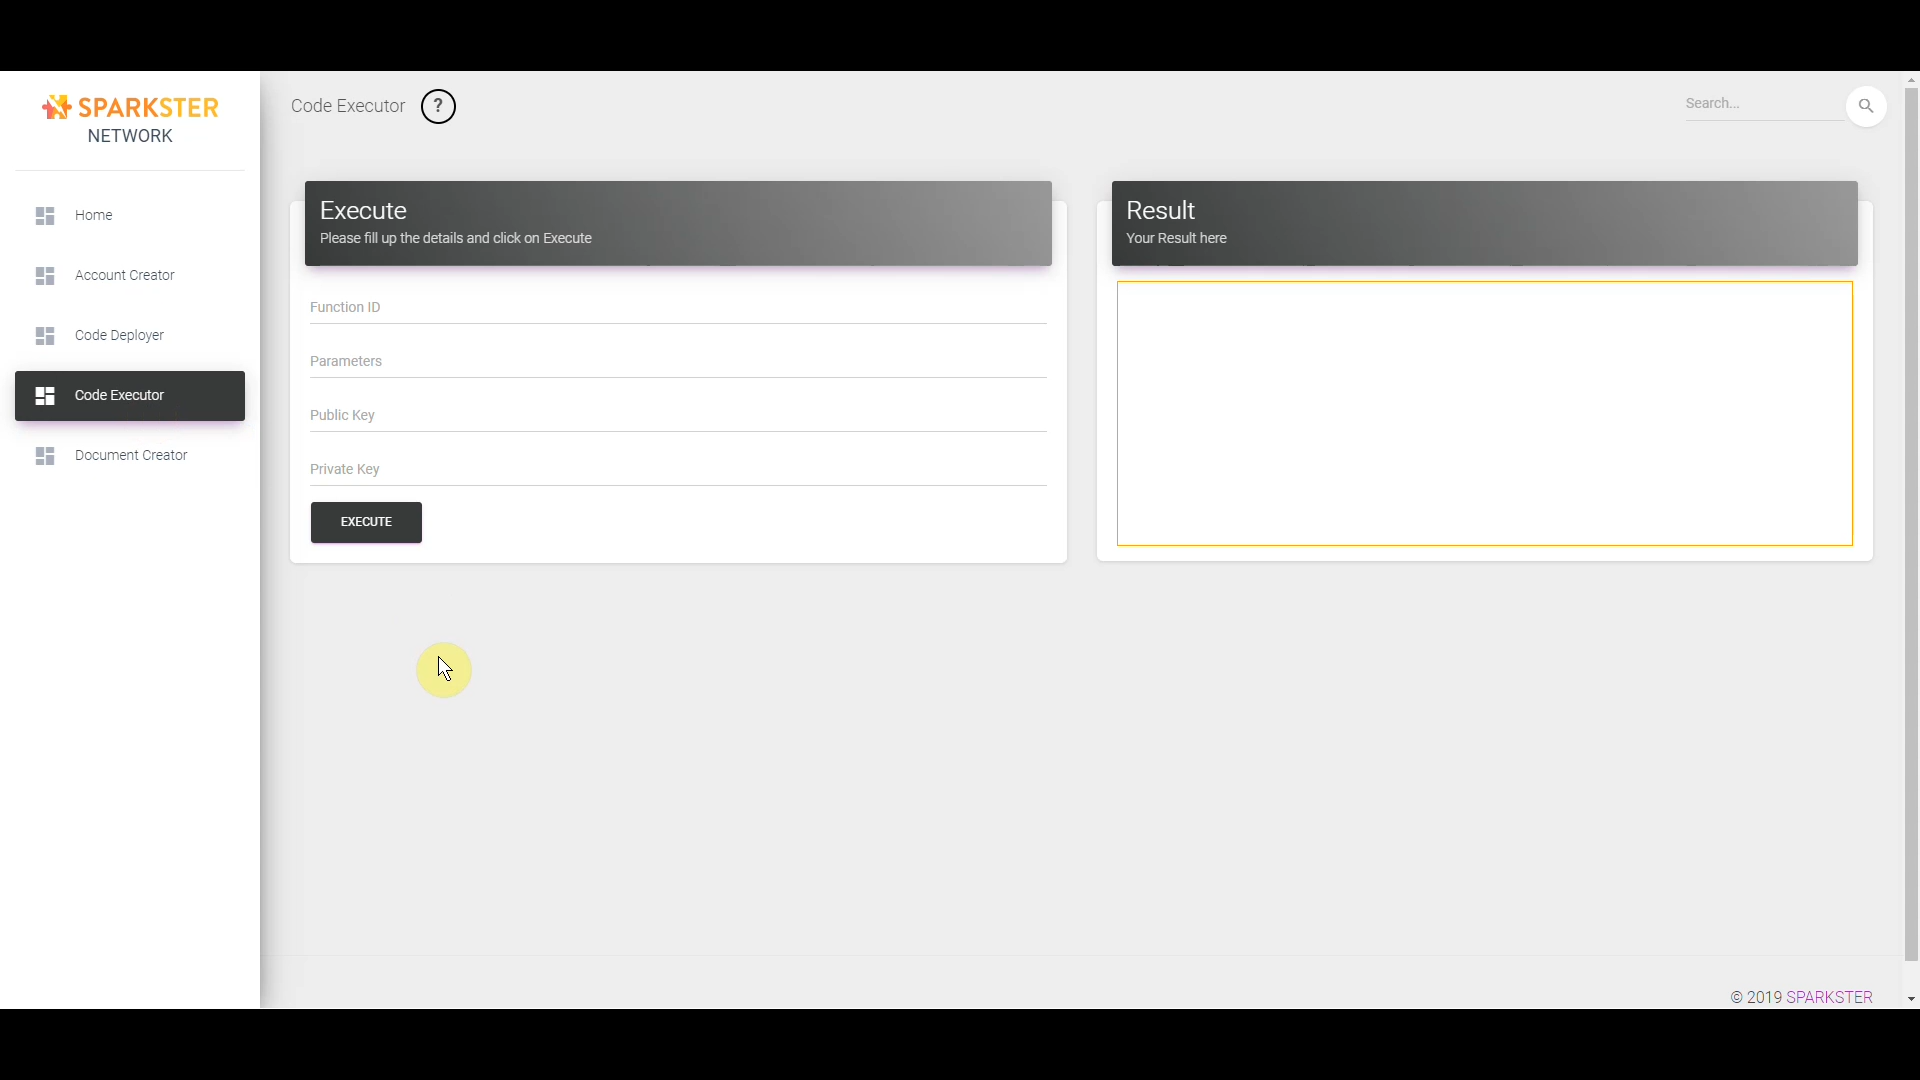 SPARKSTER
NETWORK
Home
Account Creator
Code Deployer
Code Executor
Document Creator
Code Executor ?
Search...
Execute
Please fill up the details and click on Execute
Function ID
Parameters
Public Key
Private Key
EXECUTE
Result
Your Result here
© 2019 SPARKSTER